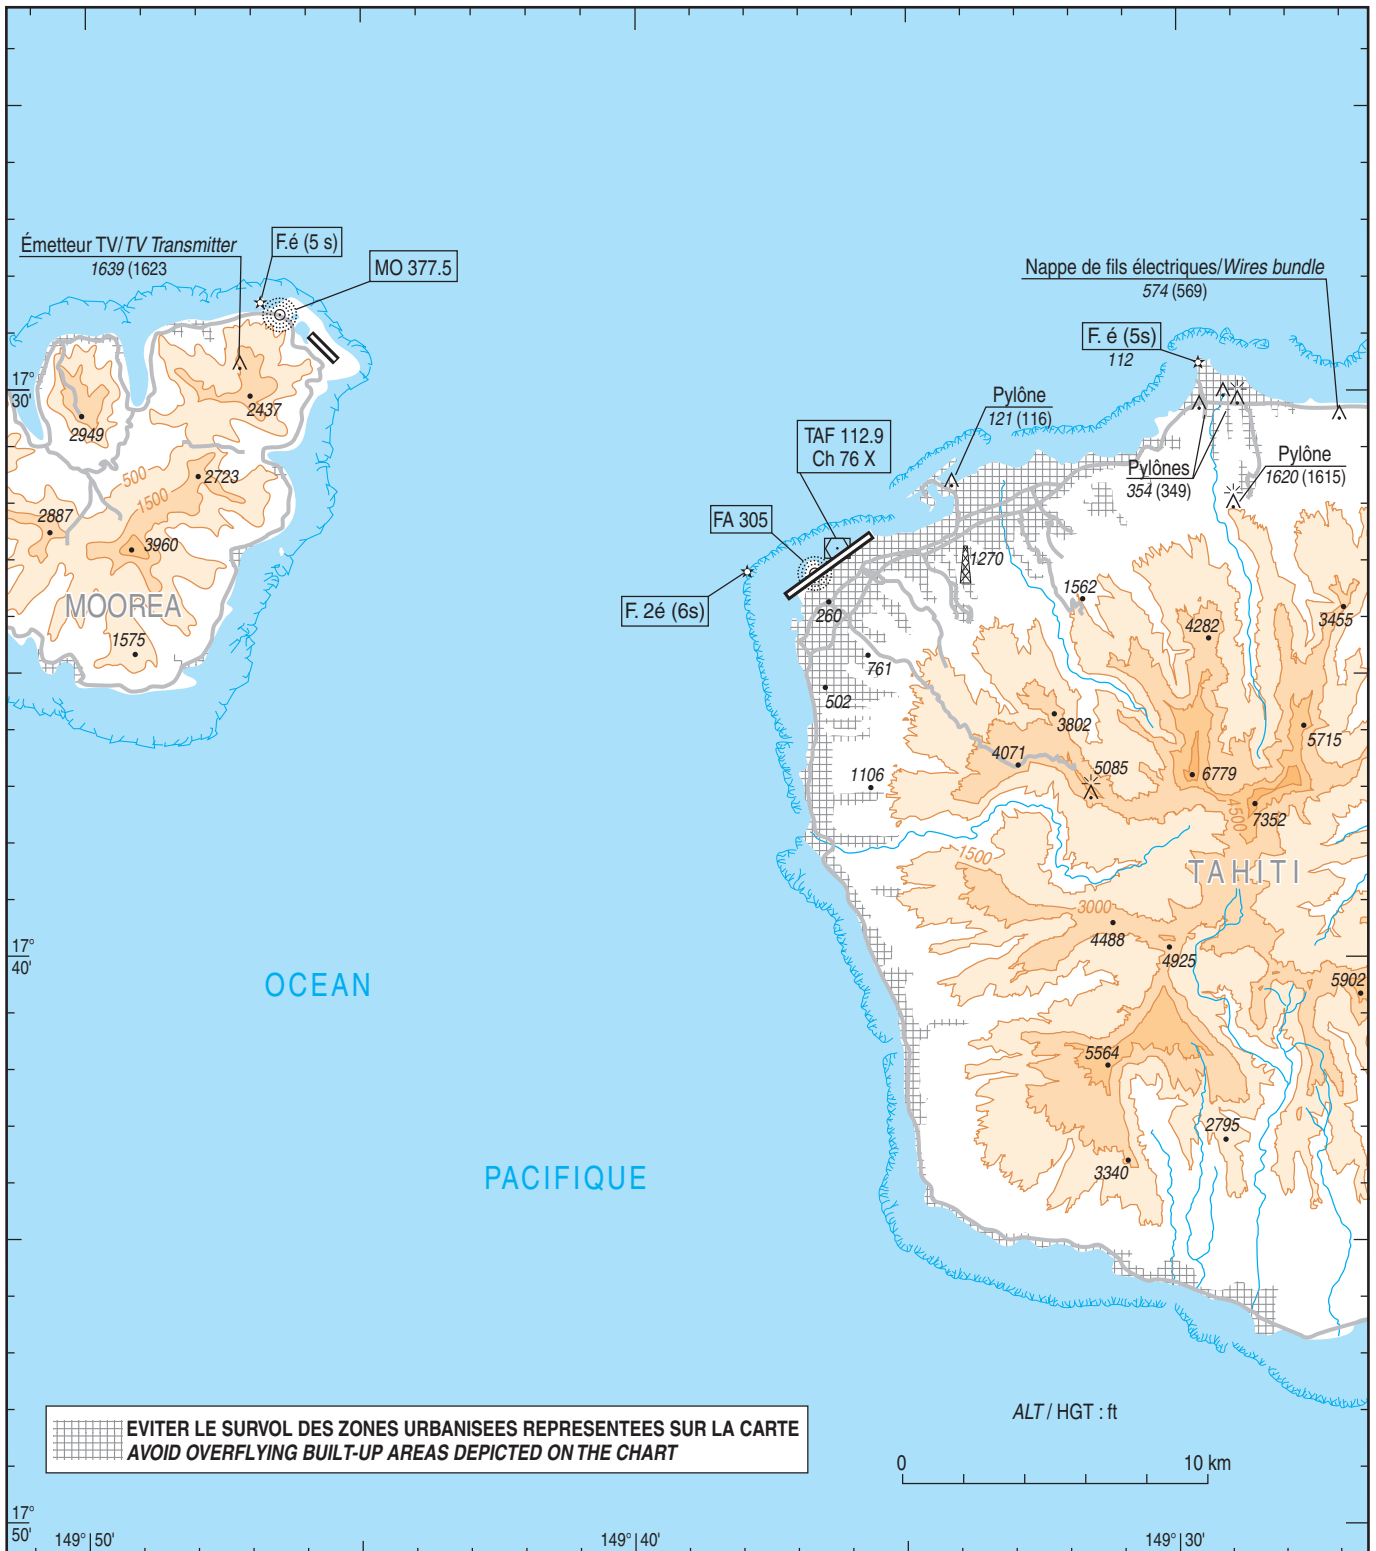 Émetteur TV/TV Transmitter
1639 (1623
F.é (5 s)
MO 377.5
Nappe de fils électriques/Wires bundle
574 (569)
F. é (5s)
112
17°
30'
2437
2949
Pylône
121 (116)
TAF 112.9
Ch 76 X
Pylônes
354 (349)
Pylône
1620 (1615)
500
1500
2723
2887
3960
FA 305
1270
MOOREA
F. 2é (6s)
260
1562
4282
3455
1575
761
502
3802
5715
4071
5085
1106
6779
4500
7352
1500
TAHITI
3000
4488
4925
17°
40'
OCEAN
5902
5564
2795
PACIFIQUE
3340
EVITER LE SURVOL DES ZONES URBANISEES REPRESENTEES SUR LA CARTE
AVOID OVERFLYING BUILT-UP AREAS DEPICTED ON THE CHART
ALT / HGT : ft
0 10 km
17°
50'
149° 50'
149° 40'
149° 30'